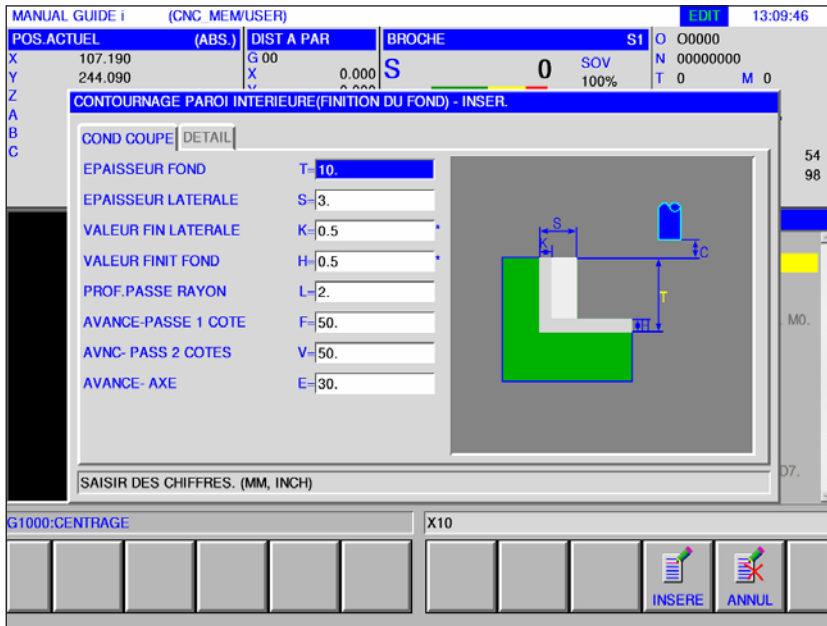 MANUAL GUIDE i (CNC_MEM/USER) EDIT 13:09:46
POS.ACTUEL (ABS.) DIST A PAR BROCHE S1 O O0000
X 107.190 G 00 N 00000000
Y 244.090 X 0.000 S 0 SOV 100% T 0 M 0
Z
A
B
C
54
98
CONTOURNAGE PAROI INTERIEURE(FINITION DU FOND) - INSER.
COND COUPE DETAIL
EPAISSEUR FOND T=10.
EPAISSEUR LATERALE S=3.
VALEUR FIN LATERALE K=0.5 *
VALEUR FINIT FOND H=0.5 *
PROF.PASSE RAYON L=2.
AVANCE-PASSE 1 COTE F=50.
AVNC- PASS 2 COTES V=50.
AVANCE- AXE E=30.
S
K
C
T
H
M0.
SAISIR DES CHIFFRES. (MM, INCH)
D7.
G1000:CENTRAGE X10
INSERE ANNUL